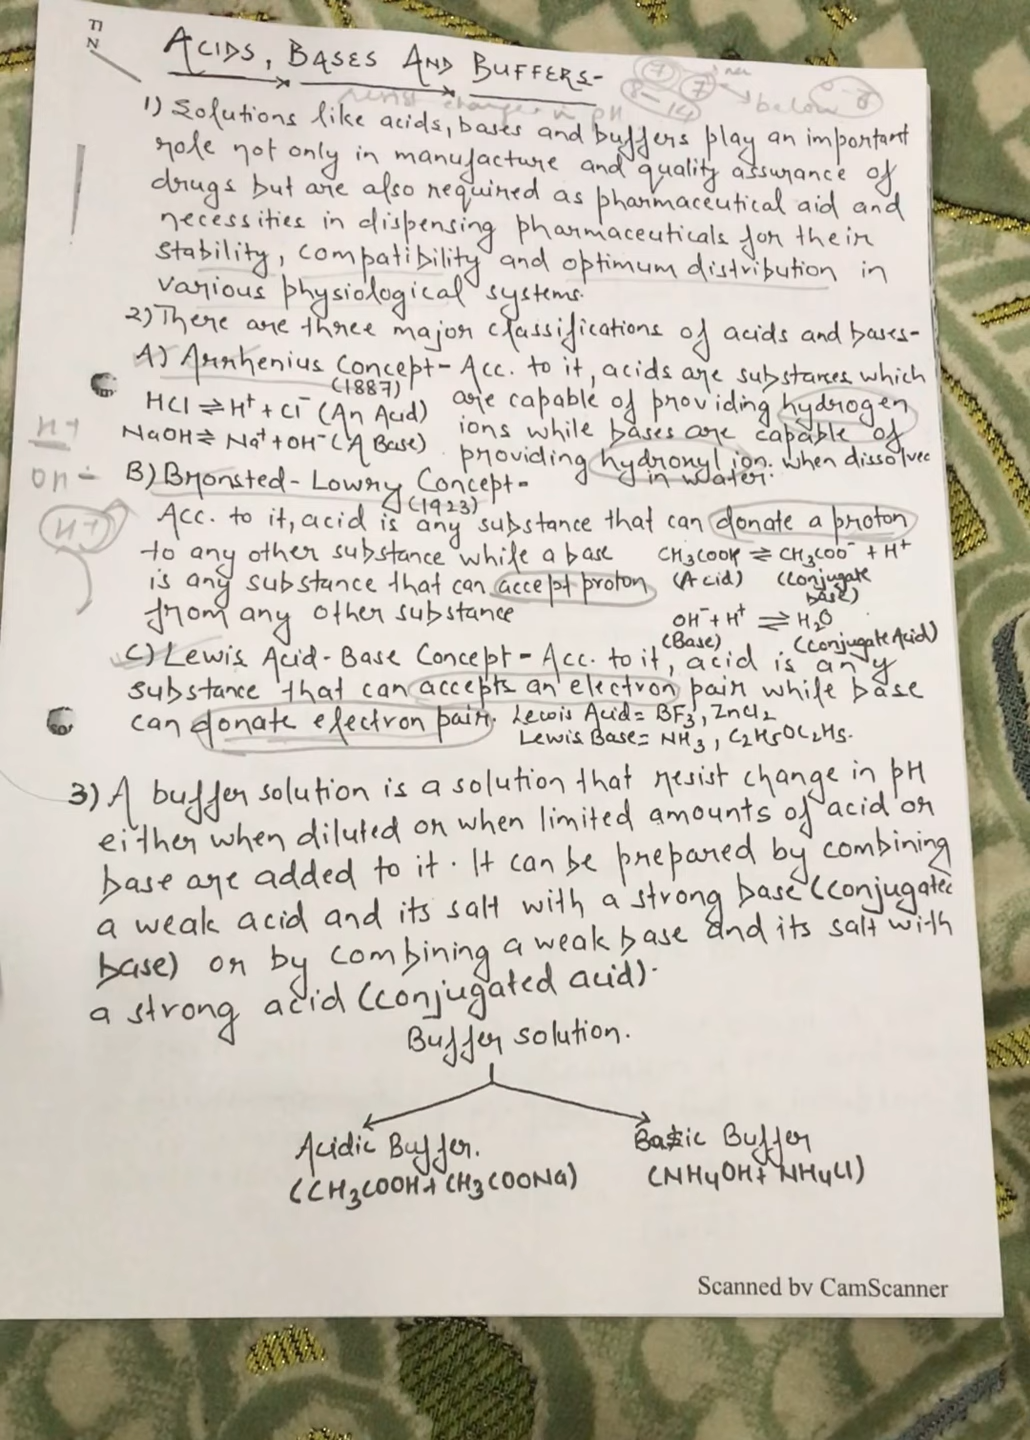 ACIDS, BASES AND BUFFERS-
resist changes in pH
7 7
8-14 below 0-8
1) Solutions like acids, bases and buffers play an important
role not only in manufacture and quality assurance of
drugs but are also required as pharmaceutical aid and
necessities in dispensing pharmaceuticals for their
stability, compatibility and optimum distribution in
various physiological systems.
2) There are three major classifications of acids and bases-
A) Arrhenius Concept- Acc. to it, acids are substances which
(1887)
HCl ⇌ H⁺ + Cl⁻ (An Acid) are capable of providing hydrogen
NaOH ⇌ Na⁺ + OH⁻ (A Base) ions while bases are capable of
providing hydroxyl ion. when dissolved
in water.
H+
OH-
B) Bronsted-Lowry Concept-
(1923)
H+
Acc. to it, acid is any substance that can donate a proton
to any other substance while a base CH₃COOH ⇌ CH₃COO⁻ + H⁺
is any substance that can accept proton (Acid) (Conjugate
base)
from any other substance OH⁻ + H⁺ ⇌ H₂O
(Base) (Conjugate Acid)
C) Lewis Acid-Base Concept- Acc. to it, acid is any
substance that can accepts an electron pair while base
can donate electron pair. Lewis Acid= BF₃, ZnCl₂
Lewis Base= NH₃, C₂H₅OC₂H₅.
3) A buffer solution is a solution that resist change in pH
either when diluted or when limited amounts of acid or
base are added to it. It can be prepared by combining
a weak acid and its salt with a strong base (conjugated
base) or by combining a weak base and its salt with
a strong acid (conjugated acid).
Buffer solution.
Acidic Buffer. Basic Buffer
(CH₃COOH+ CH₃COONa) (NH₄OH+ NH₄Cl)
Scanned by CamScanner